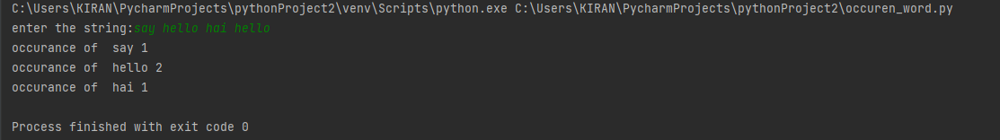 C:\Users\KIRAN\PycharmProjects\pythonProject2\venv\Scripts\python.exe C:\Users\KIRAN\PycharmProjects\pythonProject2\occuren_word.py
enter the string:say hello hai hello
occurance of  say 1
occurance of  hello 2
occurance of  hai 1
Process finished with exit code 0